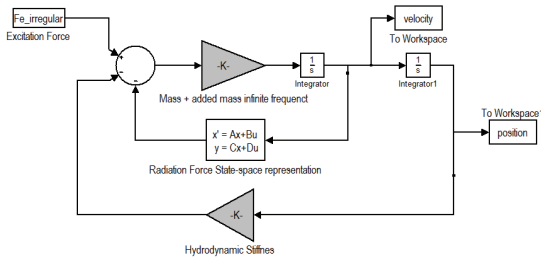 Fe_irregular
Excitation Force
velocity
To Workspace
+
-
-
-K-
Mass + added mass infinite frequenct
1
s
Integrator
1
s
Integrator1
To Workspace1
position
x' = Ax+Bu
y = Cx+Du
Radiation Force State-space representation
-K-
Hydrodynamic Stiffnes